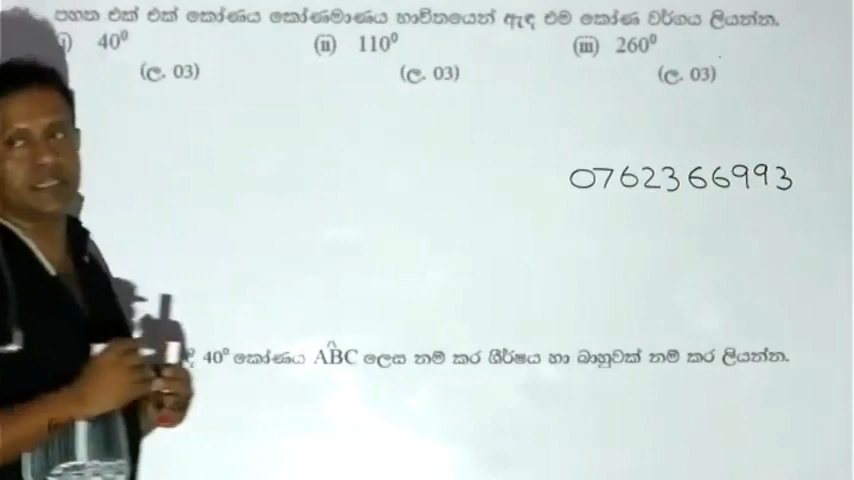 පහත එක් එක් කෝණය කෝණමානය භාවිතයෙන් ඇඳ එම කෝණ වර්ගය ලියන්න.
i) 40⁰ (ii) 110⁰ (iii) 260⁰
(ල. 03) (ල. 03) (ල. 03)
0762366993
40⁰ කෝණය AB̂C ලෙස නම් කර ශීර්ෂය හා බාහුවක් නම් කර ලියන්න.